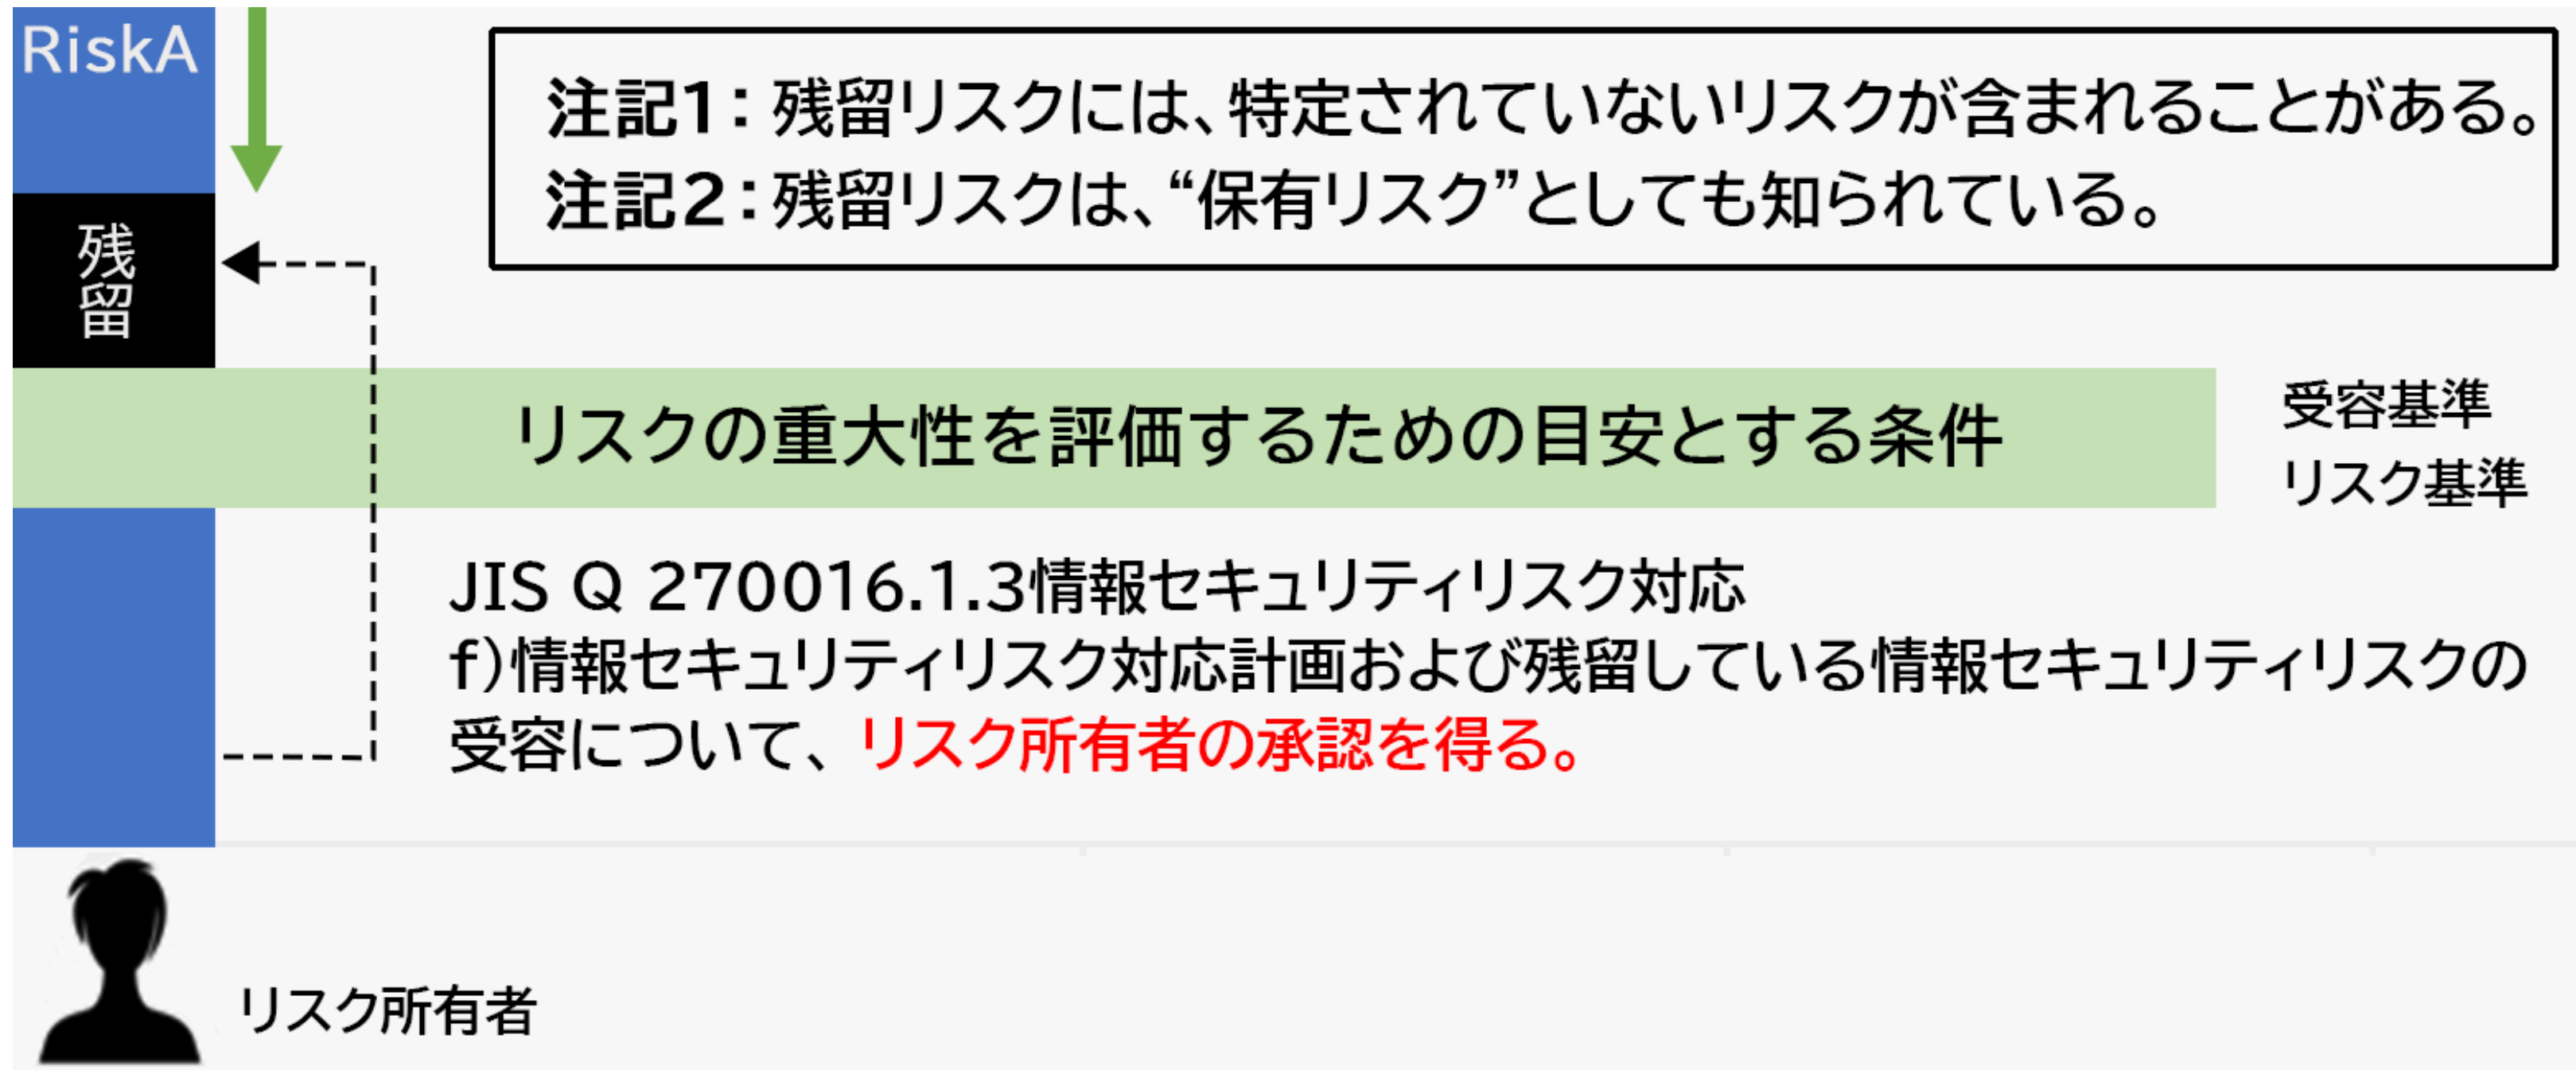 RiskA
注記1：残留リスクには、特定されていないリスクが含まれることがある。
注記2：残留リスクは、“保有リスク”としても知られている。
残留
リスクの重大性を評価するための目安とする条件
受容基準
リスク基準
JIS Q 270016.1.3情報セキュリティリスク対応
f)情報セキュリティリスク対応計画および残留している情報セキュリティリスクの
受容について、リスク所有者の承認を得る。
リスク所有者